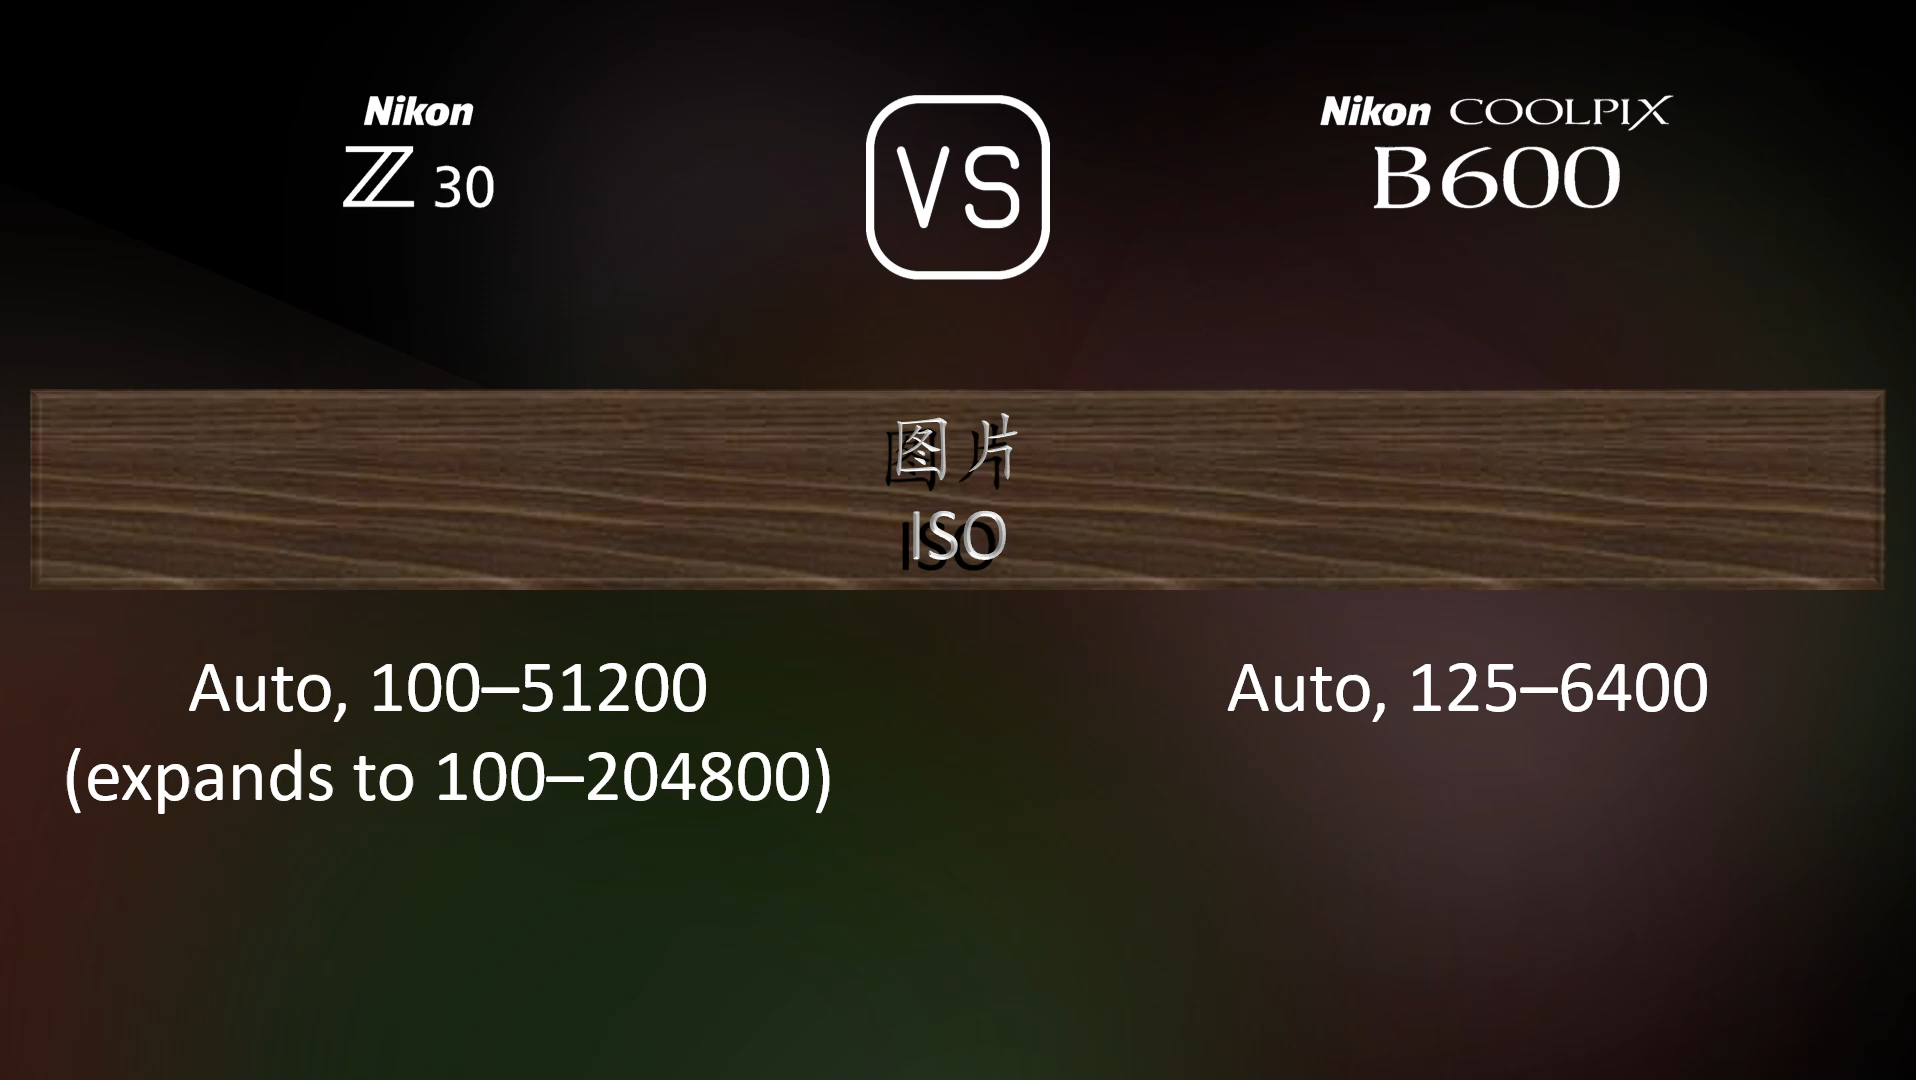 Nikon
Z 30
VS
Nikon COOLPIX
B600
图片
ISO
Auto, 100–51200
(expands to 100–204800)
Auto, 125–6400